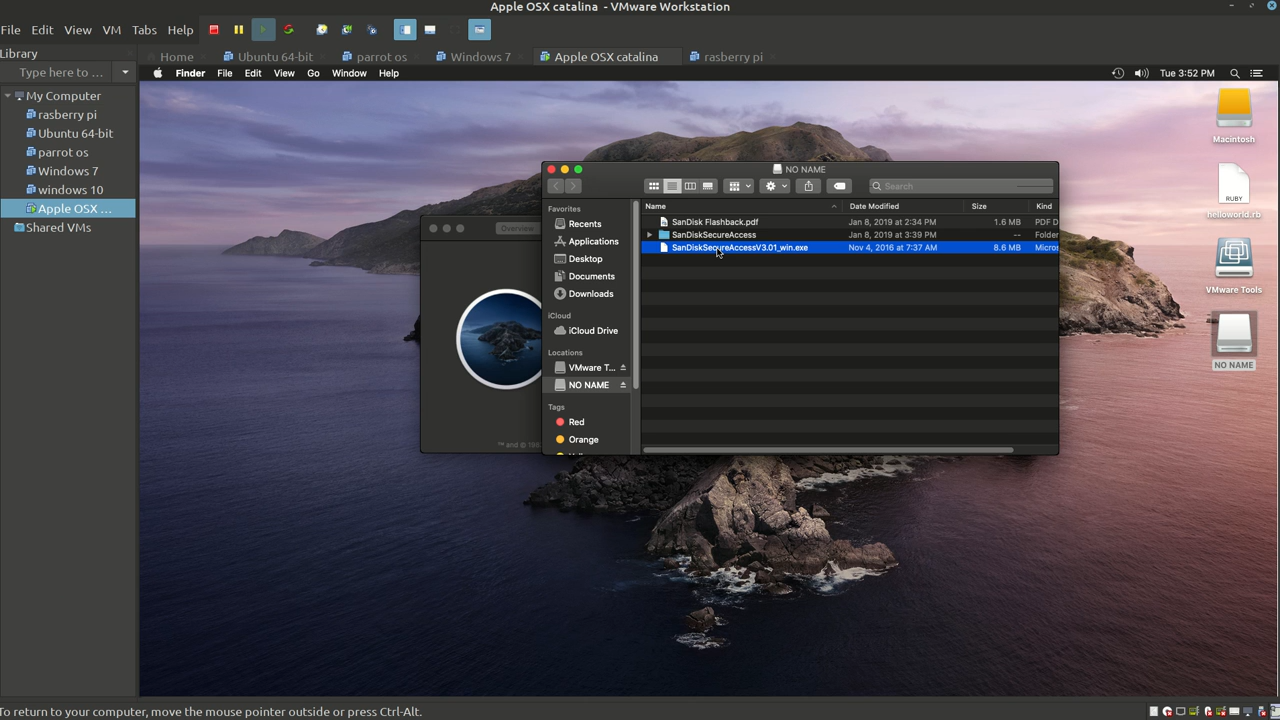 Apple OSX catalina - VMware Workstation
File Edit View VM Tabs Help
Library
Home Ubuntu 64-bit parrot os Windows 7 Apple OSX catalina rasberry pi
Type here to ...
Finder File Edit View Go Window Help Tue 3:52 PM
My Computer
rasberry pi
Ubuntu 64-bit
parrot os
Windows 7
windows 10
Apple OSX ...
Shared VMs
Macintosh
RUBY
helloworld.rb
VMware Tools
NO NAME
Overview
™ and © 198
NO NAME
Search
Favorites
Recents
Applications
Desktop
Documents
Downloads
iCloud
iCloud Drive
Locations
VMware T...
NO NAME
Tags
Red
Orange
Name Date Modified Size Kind
SanDisk Flashback.pdf Jan 8, 2019 at 2:34 PM 1.6 MB PDF D
SanDiskSecureAccess Jan 8, 2019 at 3:39 PM -- Folder
SanDiskSecureAccessV3.01_win.exe Nov 4, 2016 at 7:37 AM 8.6 MB Micros
To return to your computer, move the mouse pointer outside or press Ctrl-Alt.